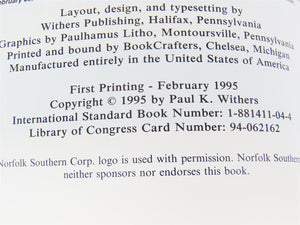 February 20,
Layout, design, and typesetting by
Withers Publishing, Halifax, Pennsylvania
Graphics by Paulhamus Litho, Montoursville, Pennsylvania
Printed and bound by BookCrafters, Chelsea, Michigan
Manufactured entirely in the United States of America
First Printing - February 1995
Copyright © 1995 by Paul K. Withers
International Standard Book Number: 1-881411-04-4
Library of Congress Card Number: 94-062162
Norfolk Southern Corp. logo is used with permission. Norfolk Southern
neither sponsors nor endorses this book.